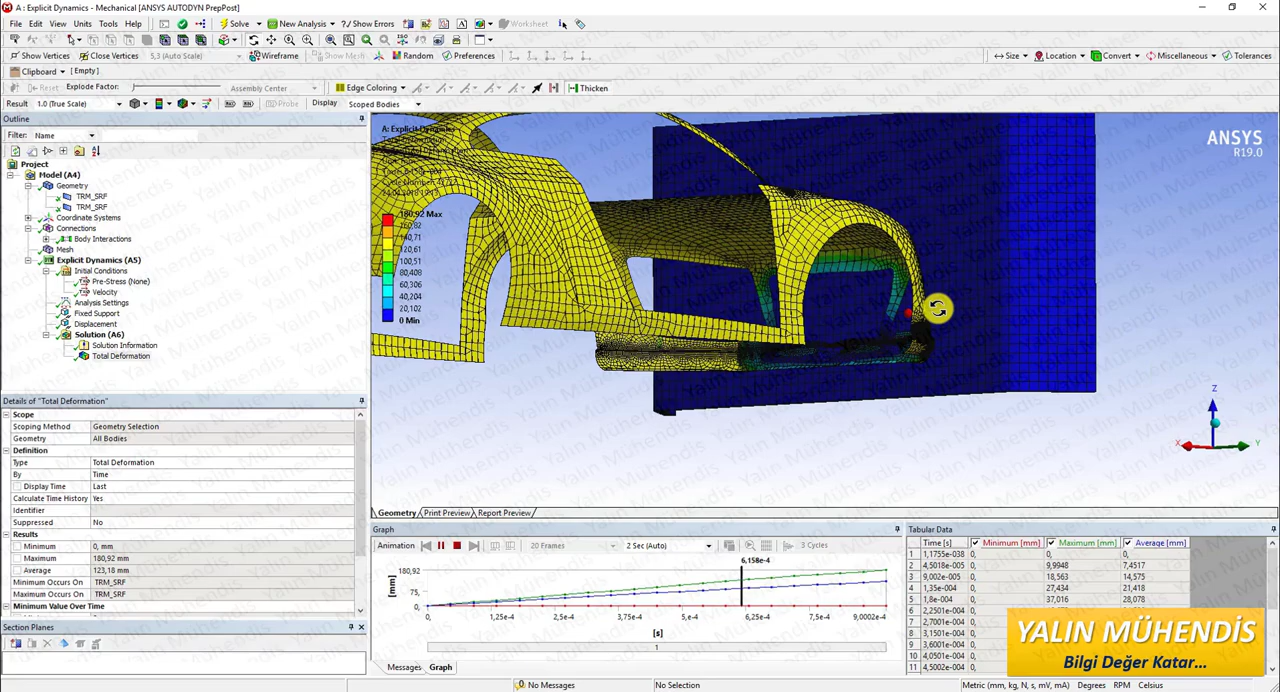 A : Explicit Dynamics - Mechanical [ANSYS AUTODYN PrepPost]
File Edit View Units Tools Help Solve New Analysis Show Errors Worksheet
Show Vertices Close Vertices 5,3 (Auto Scale) Wireframe Show Mesh Random Preferences Size Location Convert Miscellaneous Tolerances
Clipboard [ Empty ]
Reset Explode Factor: Assembly Center Edge Coloring Thicken
Result 1.0 (True Scale) Probe Display Scoped Bodies
Outline
Filter: Name
Project
Model (A4)
Geometry
TRM_SRF
TRM_SRF
Coordinate Systems
Connections
Body Interactions
Mesh
Explicit Dynamics (A5)
Initial Conditions
Pre-Stress (None)
Velocity
Analysis Settings
Fixed Support
Displacement
Solution (A6)
Solution Information
Total Deformation
Details of "Total Deformation"
Scope
Scoping Method Geometry Selection
Geometry All Bodies
Definition
Type Total Deformation
By Time
Display Time Last
Calculate Time History Yes
Identifier
Suppressed No
Results
Minimum 0, mm
Maximum 180,92 mm
Average 123,18 mm
Minimum Occurs On TRM_SRF
Maximum Occurs On TRM_SRF
Minimum Value Over Time
Section Planes
A: Explicit Dynamics
180,92 Max
160,82
140,71
120,61
100,51
80,408
60,306
40,204
20,102
0 Min
ANSYS
R19.0
Z
X
Y
Geometry Print Preview Report Preview
Graph
Animation 20 Frames 2 Sec (Auto) 3 Cycles
6,158e-4
180,92
[mm]
75,
0,
0, 1,25e-4 2,5e-4 3,75e-4 5,e-4 6,25e-4 7,5e-4 9,0002e-4
[s]
1
Messages Graph
Tabular Data
Time [s] Minimum [mm] Maximum [mm] Average [mm]
1 1,1755e-038 0, 0, 0,
2 4,5018e-005 0, 9,9948 7,4517
3 9,002e-005 0, 18,563 14,575
4 1,35e-004 0, 27,434 21,418
5 1,8e-004 0, 37,016 28,078
6 2,2501e-004 0,
7 2,7001e-004 0,
8 3,1501e-004 0,
9 3,6001e-004 0,
10 4,0501e-004 0,
11 4,5002e-004 0,
YALIN MÜHENDİS
Bilgi Değer Katar...
No Messages No Selection Metric (mm, kg, N, s, mV, mA) Degrees RPM Celsius